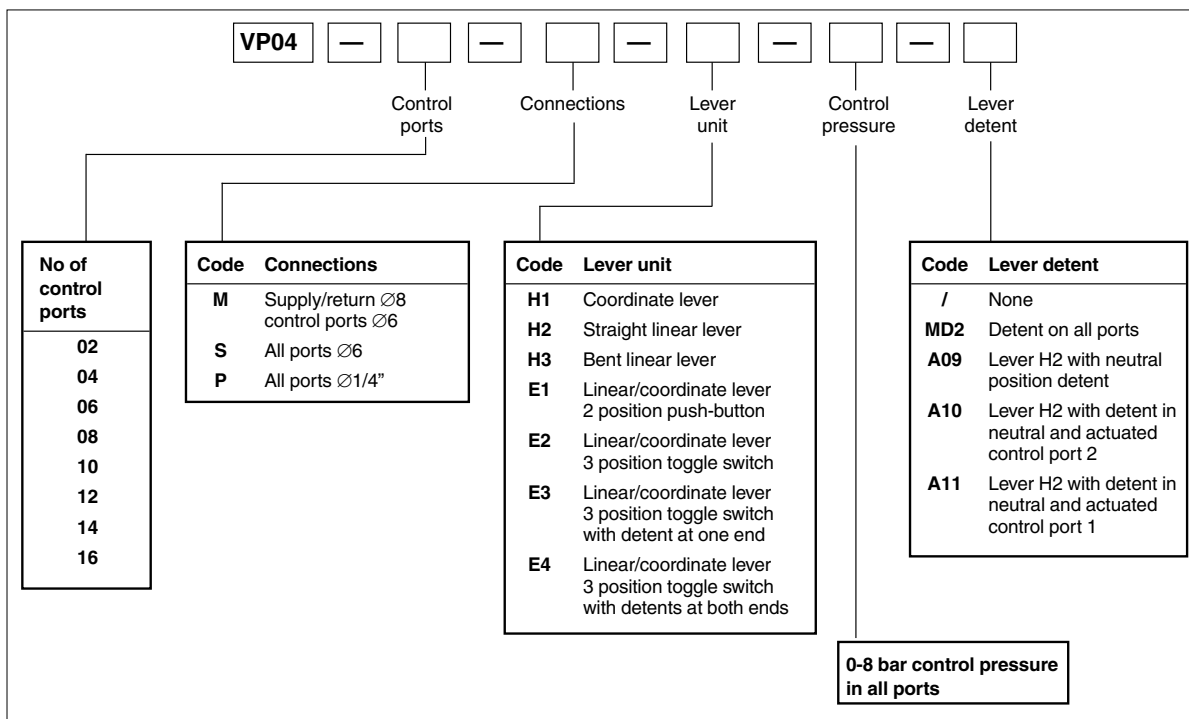 VP04 — — — — —
Control
ports
Connections
Lever
unit
Control
pressure
Lever
detent
No of
control
ports
02
04
06
08
10
12
14
16
Code Connections
M Supply/return ∅8
control ports ∅6
S All ports ∅6
P All ports ∅1/4”
Code Lever unit
H1 Coordinate lever
H2 Straight linear lever
H3 Bent linear lever
E1 Linear/coordinate lever
2 position push-button
E2 Linear/coordinate lever
3 position toggle switch
E3 Linear/coordinate lever
3 position toggle switch
with detent at one end
E4 Linear/coordinate lever
3 position toggle switch
with detents at both ends
Code Lever detent
/ None
MD2 Detent on all ports
A09 Lever H2 with neutral
position detent
A10 Lever H2 with detent in
neutral and actuated
control port 2
A11 Lever H2 with detent in
neutral and actuated
control port 1
0-8 bar control pressure
in all ports